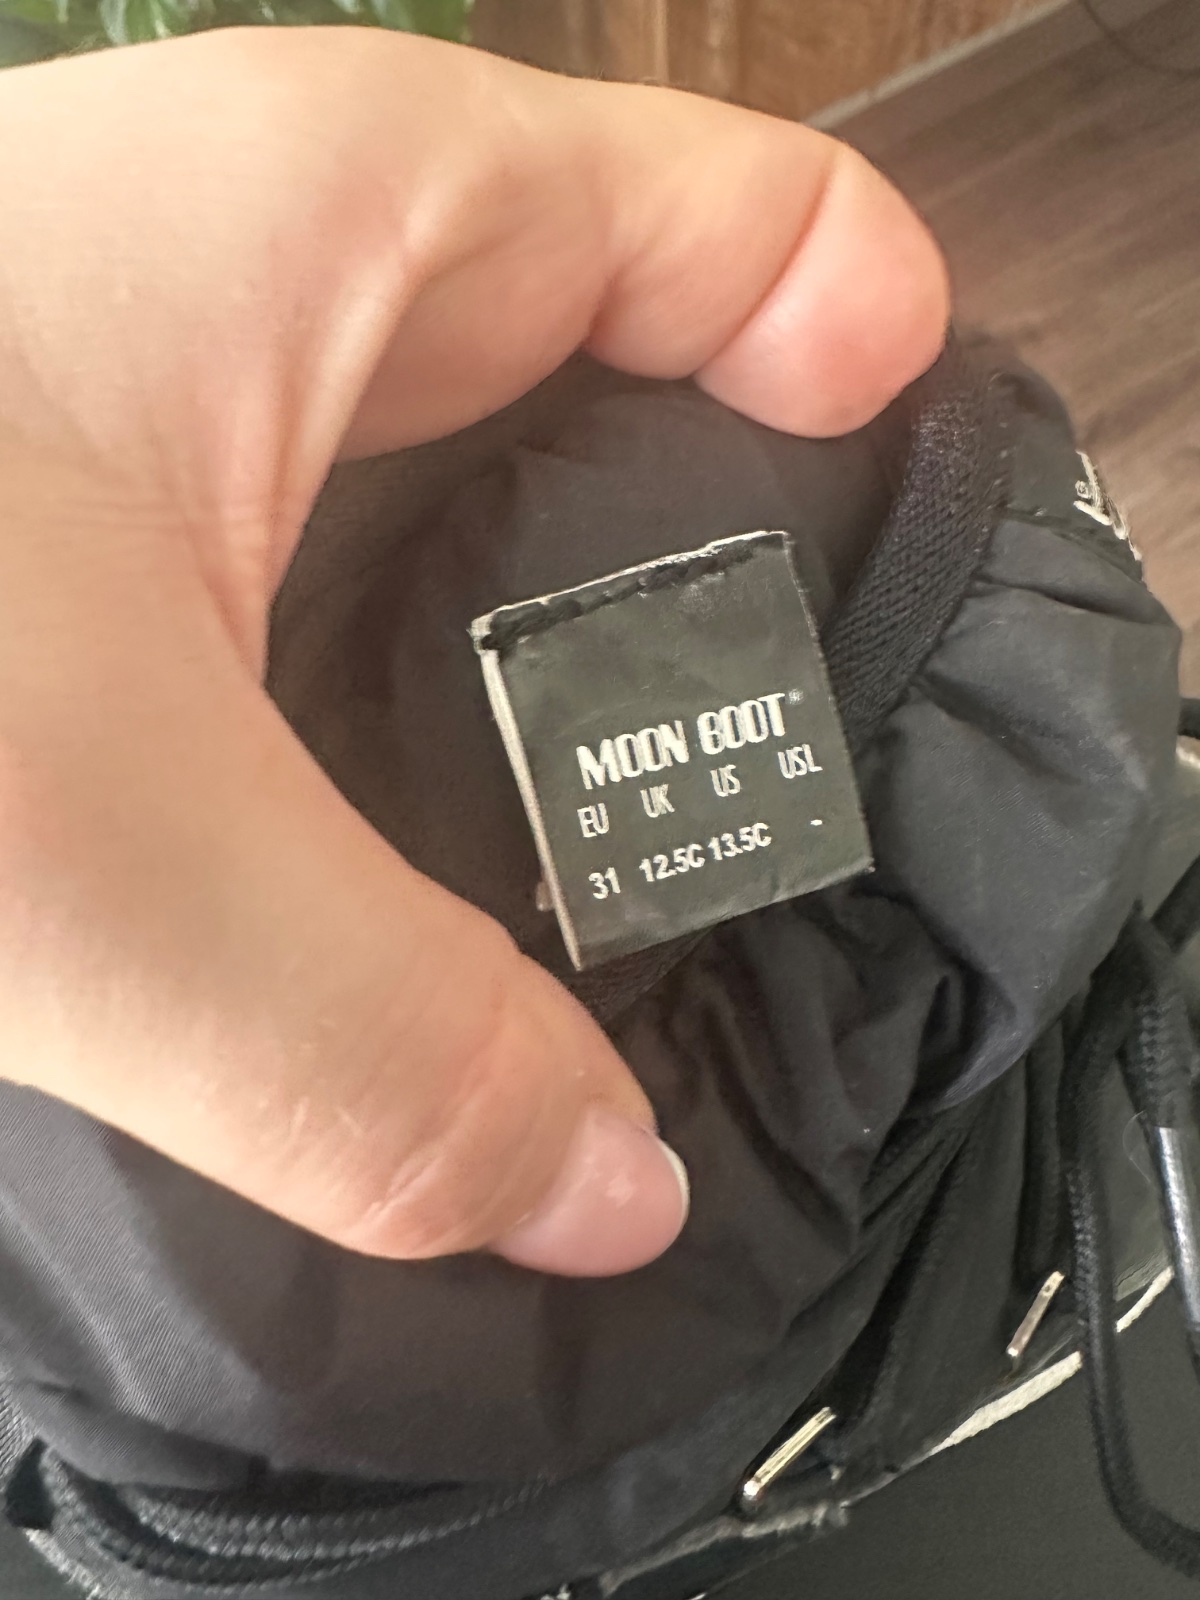 MOON BOOT®
EU UK US USL
31 12.5C 13.5C -